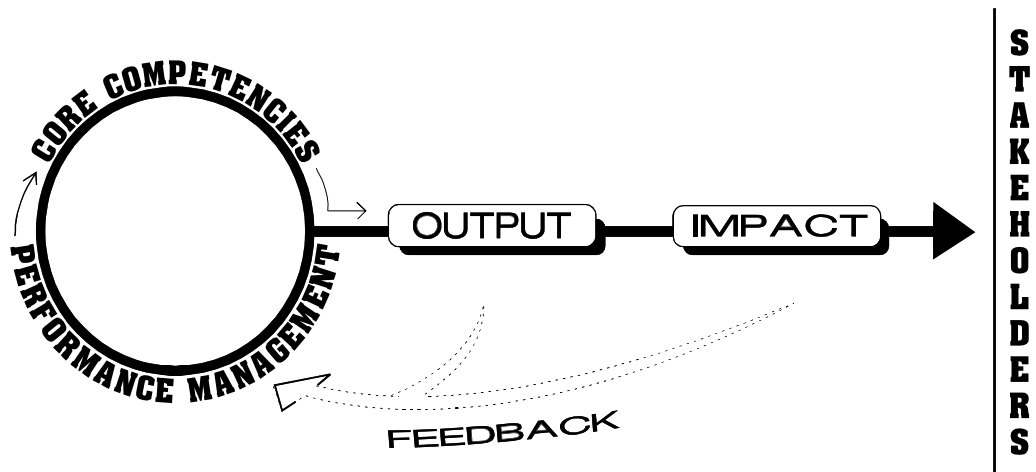 CORE COMPETENCIES
PERFORMANCE MANAGEMENT
OUTPUT
IMPACT
FEEDBACK
STAKEHOLDERS